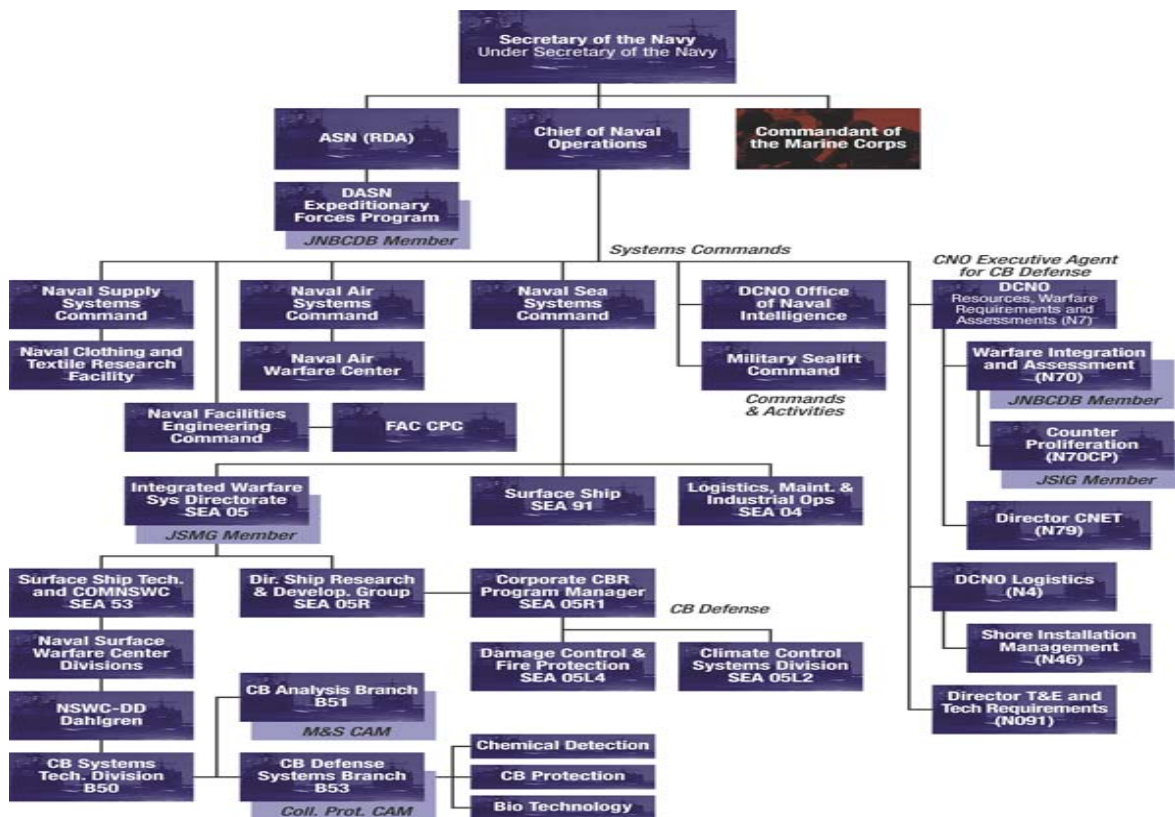 Secretary of the Navy
Under Secretary of the Navy
ASN (RDA)
Chief of Naval
Operations
Commandant of
the Marine Corps
DASN
Expeditionary
Forces Program
JNBCDB Member
Systems Commands
CNO Executive Agent
for CB Defense
Naval Supply
Systems
Command
Naval Air
Systems
Command
Naval Sea
Systems
Command
DCNO Office
of Naval
Intelligence
DCNO
Resources, Warfare
Requirements and
Assessments (N7)
Naval Clothing and
Textile Research
Facility
Naval Air
Warfare Center
Military Sealift
Command
Commands
& Activities
Warfare Integration
and Assessment
(N70)
JNBCDB Member
Naval Facilities
Engineering
Command
FAC CPC
Counter
Proliferation
(N70CP)
JSIG Member
Integrated Warfare
Sys Directorate
SEA 05
JSMG Member
Surface Ship
SEA 91
Logistics, Maint. &
Industrial Ops
SEA 04
Director CNET
(N79)
Surface Ship Tech.
and COMNSWC
SEA 53
Dir. Ship Research
& Develop. Group
SEA 05R
Corporate CBR
Program Manager
SEA 05R1
CB Defense
DCNO Logistics
(N4)
Naval Surface
Warfare Center
Divisions
Damage Control &
Fire Protection
SEA 05L4
Climate Control
Systems Division
SEA 05L2
Shore Installation
Management
(N46)
NSWC-DD
Dahlgren
CB Analysis Branch
B51
M&S CAM
Director T&E and
Tech Requirements
(N091)
CB Systems
Tech. Division
B50
CB Defense
Systems Branch
B53
Coll. Prot. CAM
Chemical Detection
CB Protection
Bio Technology